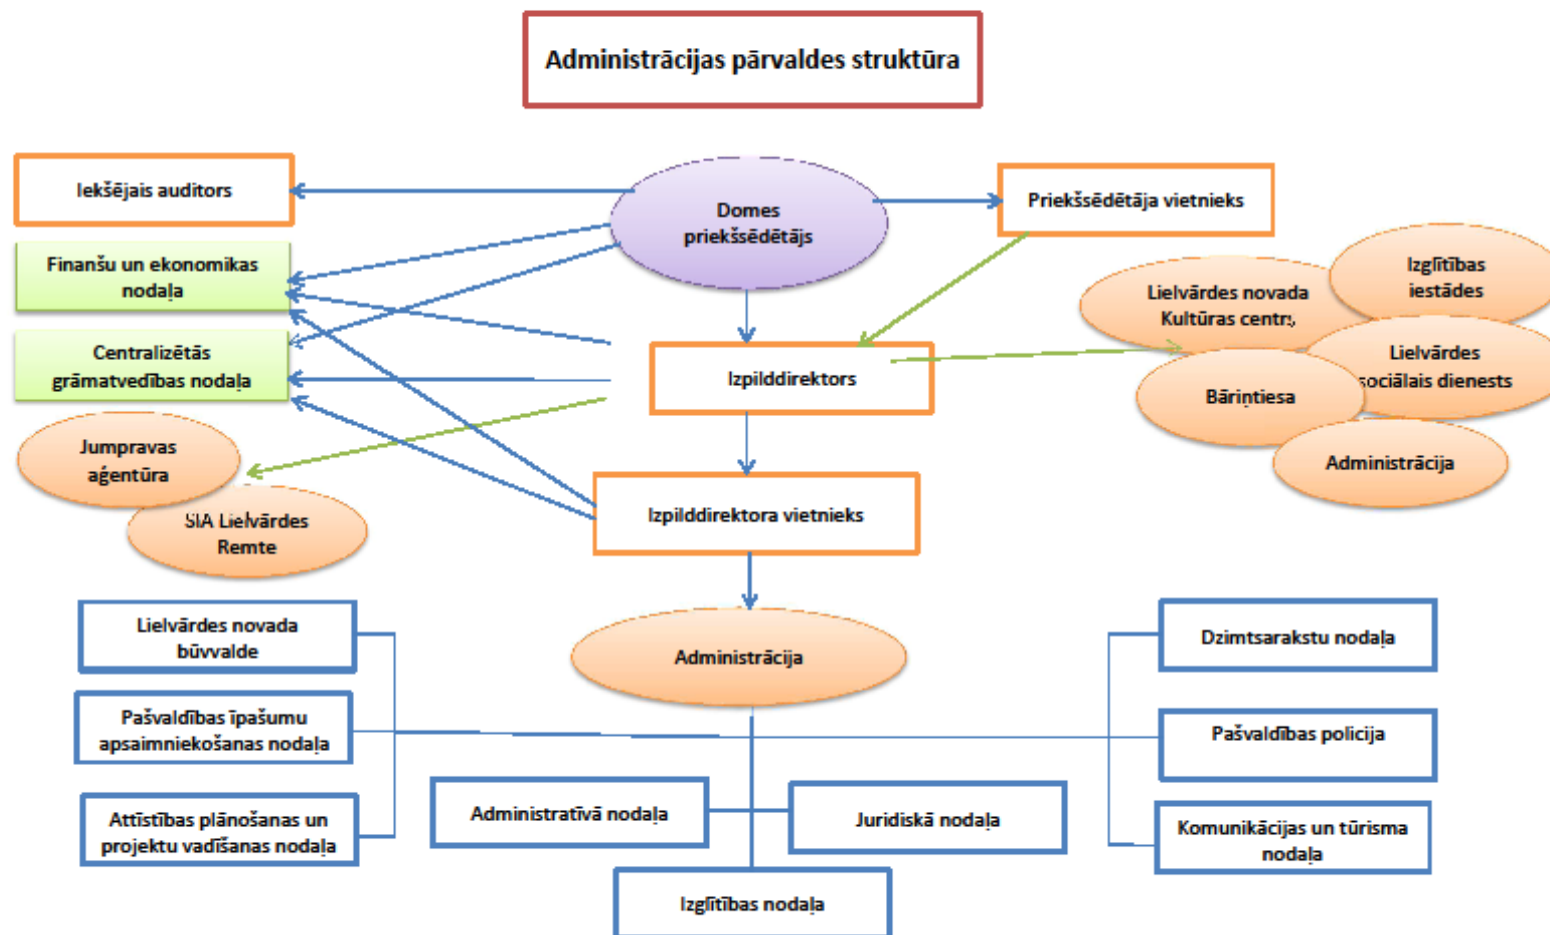 Administrācijas pārvaldes struktūra
Iekšējais auditors
Domes
priekšsēdētājs
Priekšsēdētāja vietnieks
Finanšu un ekonomikas
nodaļa
Izglītības
iestādes
Lielvārdes novada
Kultūras centrs,
Centralizētās
grāmatvedības nodaļa
Izpilddirektors
Lielvārdes
sociālais dienests
Bāriņtiesa
Jumpravas
aģentūra
Administrācija
SIA Lielvārdes
Remte
Izpilddirektora vietnieks
Lielvārdes novada
būvvalde
Administrācija
Dzimtsarakstu nodaļa
Pašvaldības īpašumu
apsaimniekošanas nodaļa
Pašvaldības policija
Attīstības plānošanas un
projektu vadīšanas nodaļa
Administratīvā nodaļa
Juridiskā nodaļa
Komunikācijas un tūrisma
nodaļa
Izglītības nodaļa